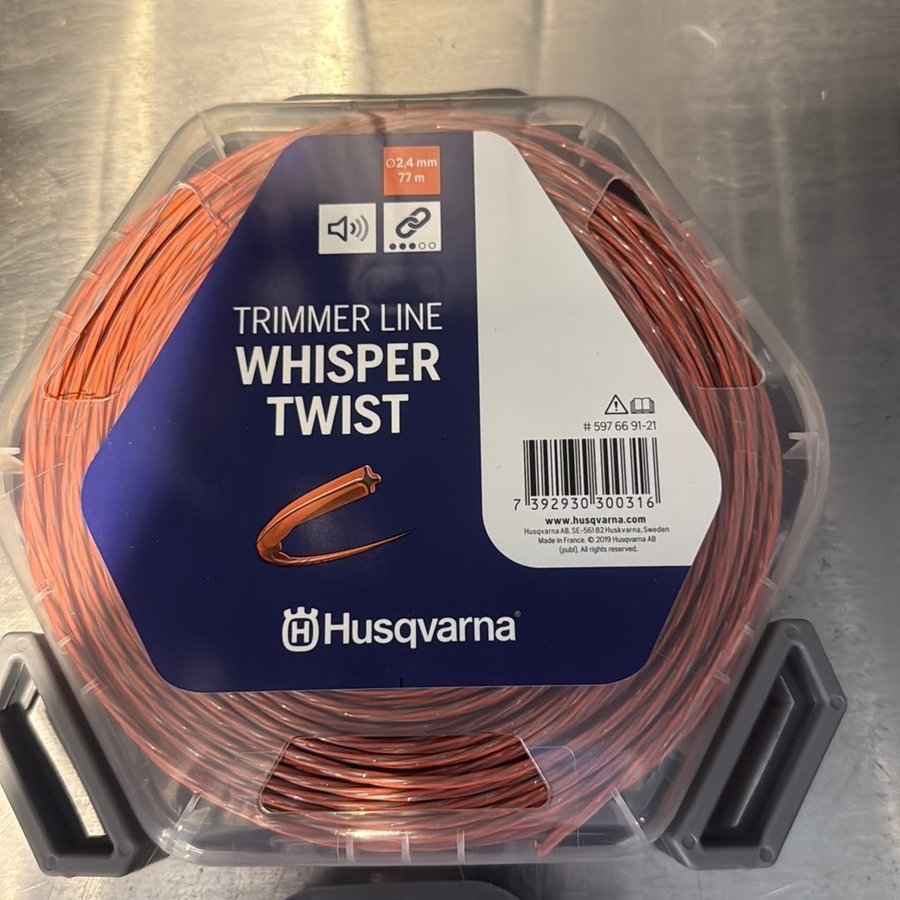 ∅2,4 mm
77 m
TRIMMER LINE
WHISPER
TWIST
# 597 66 91-21
7 392930 300316
www.husqvarna.com
Husqvarna AB, SE-561 82 Huskvarna, Sweden
Made in France. © 2019 Husqvarna AB
(publ). All rights reserved.
H Husqvarna®